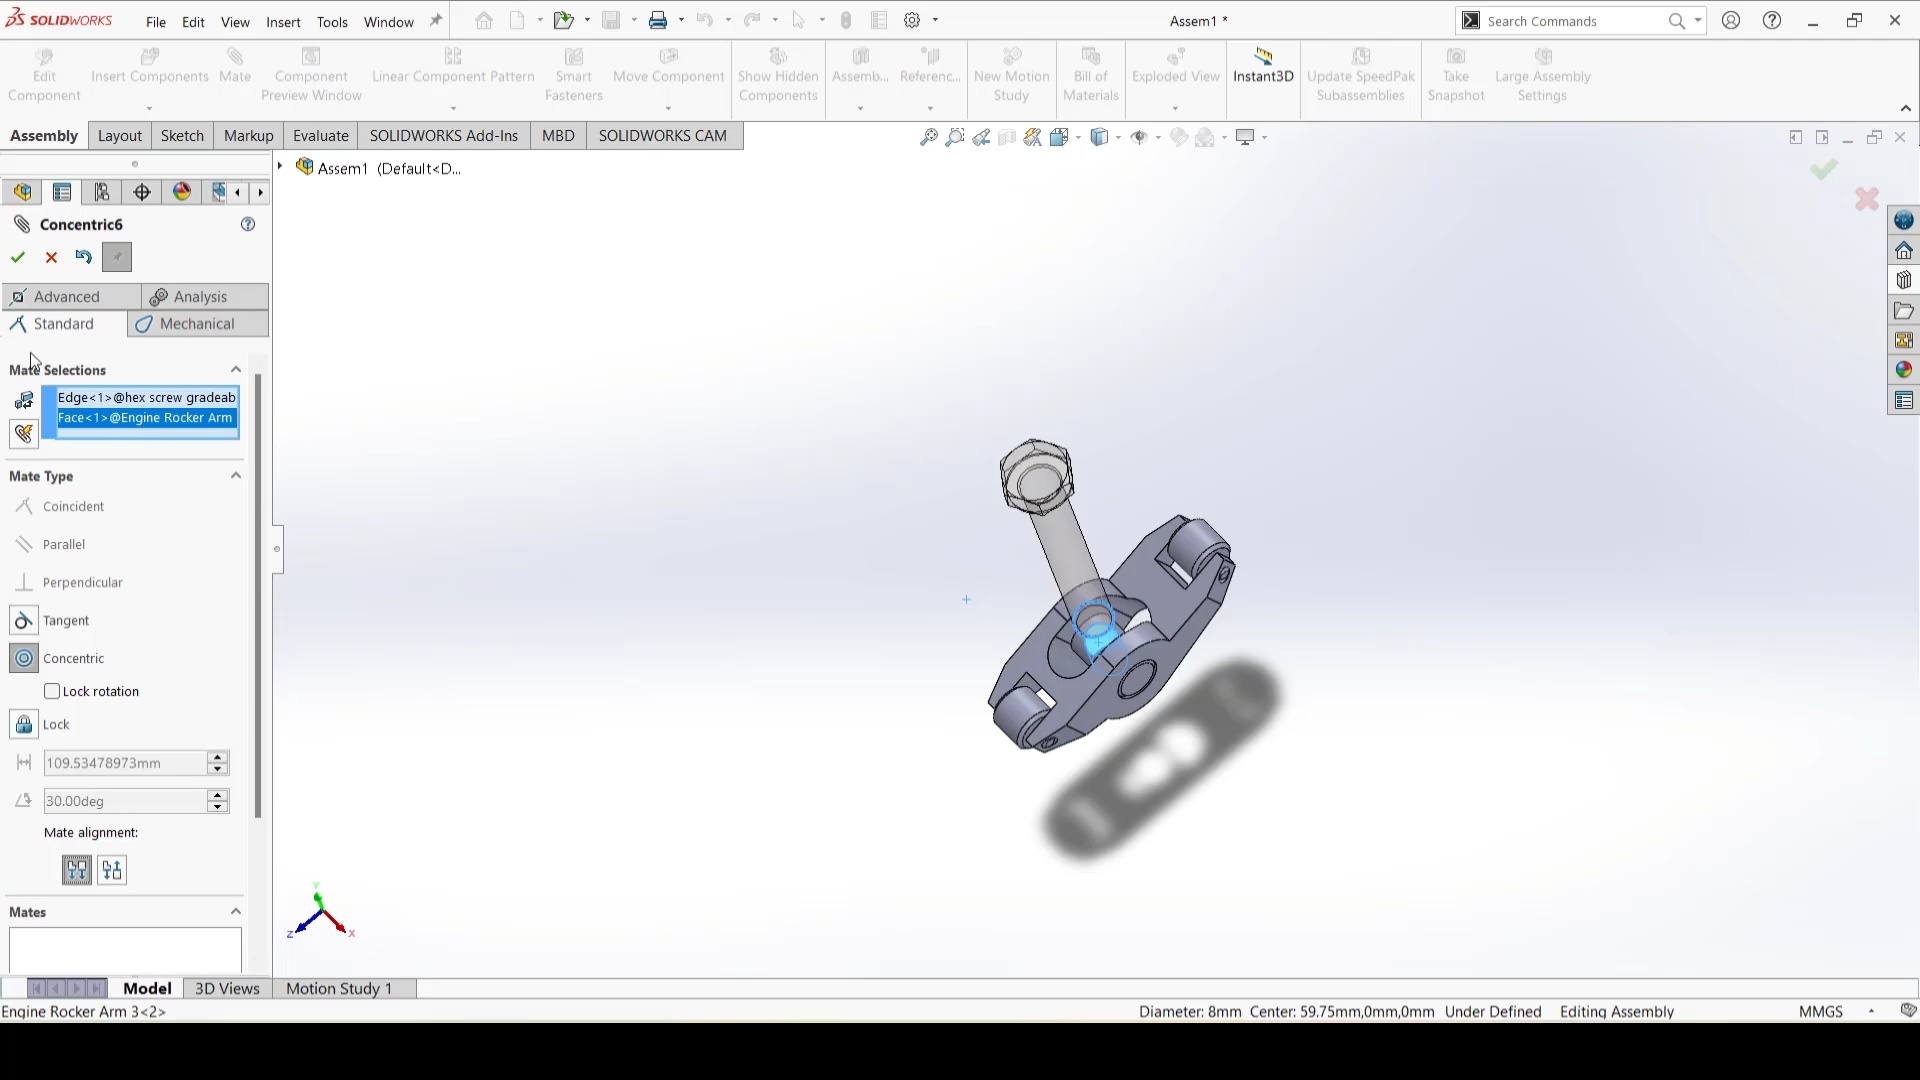 SOLIDWORKS
File Edit View Insert Tools Window
Assem1 *
Search Commands
Edit Component
Insert Components
Mate
Component Preview Window
Linear Component Pattern
Smart Fasteners
Move Component
Show Hidden Components
Assemb...
Referenc...
New Motion Study
Bill of Materials
Exploded View
Instant3D
Update SpeedPak Subassemblies
Take Snapshot
Large Assembly Settings
Assembly Layout Sketch Markup Evaluate SOLIDWORKS Add-Ins MBD SOLIDWORKS CAM
Assem1 (Default<D...
Concentric6
Advanced Analysis
Standard Mechanical
Mate Selections
Edge<1>@hex screw gradeab
Face<1>@Engine Rocker Arm
Mate Type
Coincident
Parallel
Perpendicular
Tangent
Concentric
Lock rotation
Lock
109.53478973mm
30.00deg
Mate alignment:
Mates
Y
Z
X
Model 3D Views Motion Study 1
Engine Rocker Arm 3<2>
Diameter: 8mm Center: 59.75mm,0mm,0mm Under Defined Editing Assembly MMGS